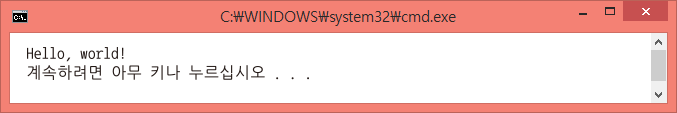 C:₩WINDOWS₩system32₩cmd.exe
Hello, world!
계속하려면 아무 키나 누르십시오 . . .